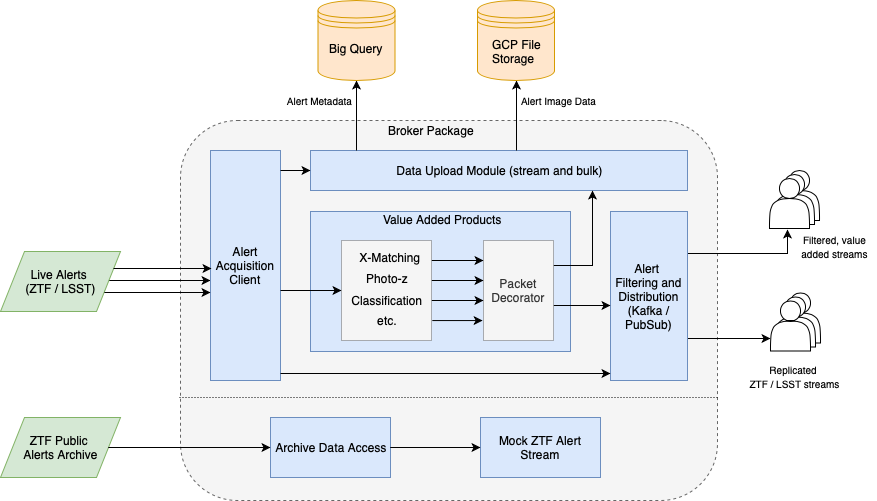 Big Query
GCP File
Storage
Alert Metadata
Alert Image Data
Broker Package
Data Upload Module (stream and bulk)
Value Added Products
Alert
Acquisition
Client
X-Matching
Photo-z
Classification
etc.
Packet
Decorator
Alert
Filtering and
Distribution
(Kafka /
PubSub)
Live Alerts
(ZTF / LSST)
Filtered, value
added streams
Replicated
ZTF / LSST streams
ZTF Public
Alerts Archive
Archive Data Access
Mock ZTF Alert
Stream